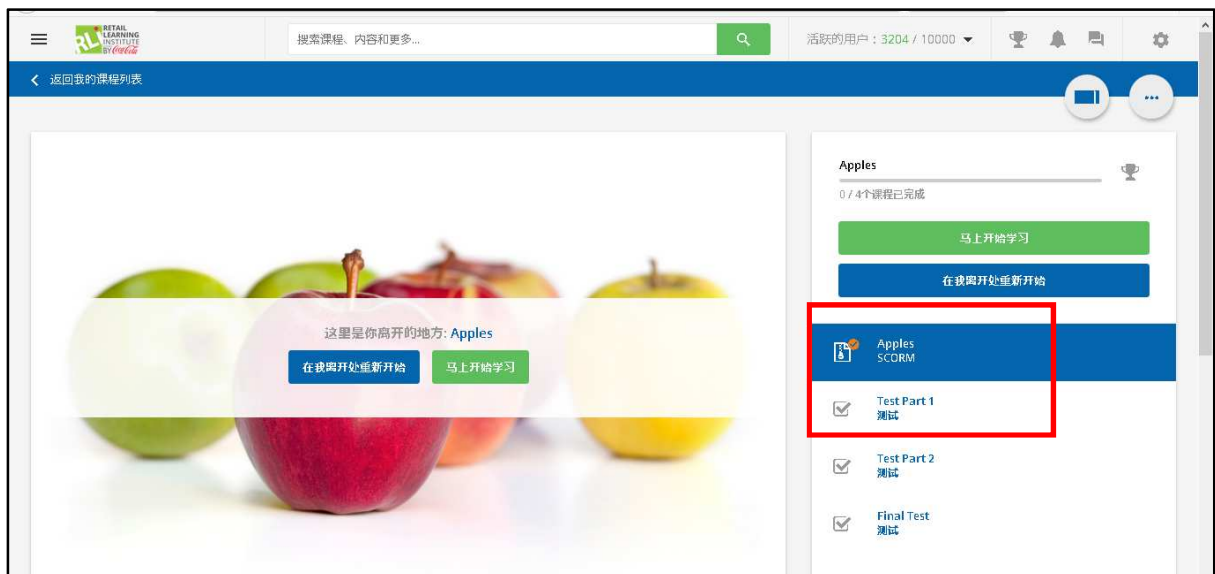 RETAIL
LEARNING
INSTITUTE
BY Coca-Cola
搜索课程、内容和更多...
活跃的用户：3204 / 10000
返回我的课程列表
这里是你离开的地方: Apples
在我离开处重新开始
马上开始学习
Apples
0 / 4个课程已完成
马上开始学习
在我离开处重新开始
Apples
SCORM
Test Part 1
测试
Test Part 2
测试
Final Test
测试